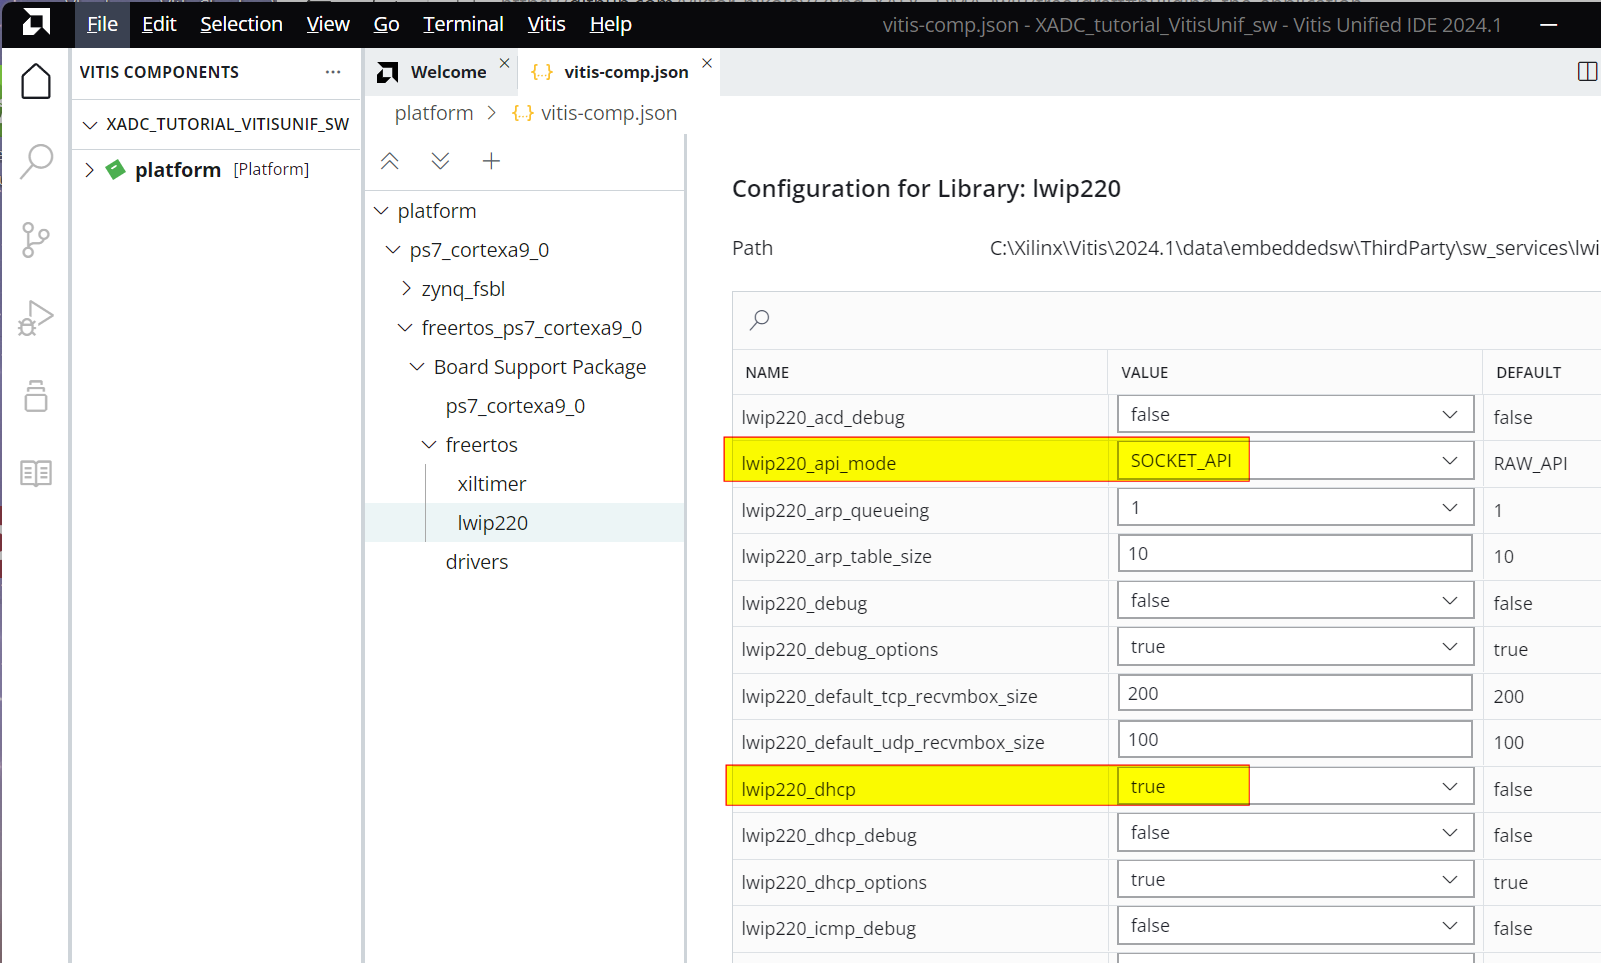 File Edit Selection View Go Terminal Vitis Help vitis-comp.json - XADC_tutorial_VitisUnif_sw - Vitis Unified IDE 2024.1
VITIS COMPONENTS ···
XADC_TUTORIAL_VITISUNIF_SW
platform [Platform]
Welcome
{..} vitis-comp.json
platform > {..} vitis-comp.json
platform
ps7_cortexa9_0
zynq_fsbl
freertos_ps7_cortexa9_0
Board Support Package
ps7_cortexa9_0
freertos
xiltimer
lwip220
drivers
Configuration for Library: lwip220
Path C:\Xilinx\Vitis\2024.1\data\embeddedsw\ThirdParty\sw_services\lwi
NAME VALUE DEFAULT
lwip220_acd_debug false false
lwip220_api_mode SOCKET_API RAW_API
lwip220_arp_queueing 1 1
lwip220_arp_table_size 10 10
lwip220_debug false false
lwip220_debug_options true true
lwip220_default_tcp_recvmbox_size 200 200
lwip220_default_udp_recvmbox_size 100 100
lwip220_dhcp true false
lwip220_dhcp_debug false false
lwip220_dhcp_options true true
lwip220_icmp_debug false false